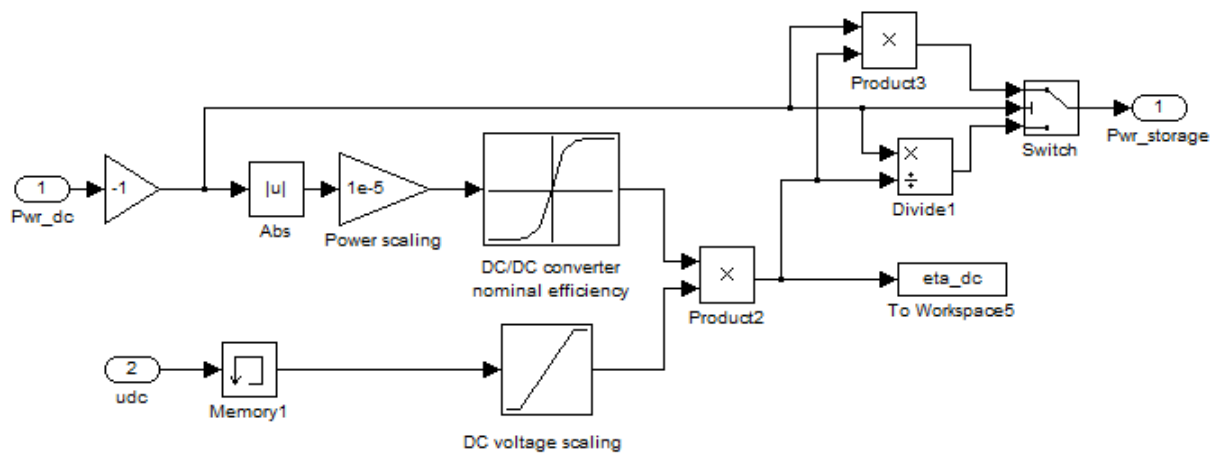 ×
Product3
1
Pwr_storage
Switch
1
Pwr_dc
-1
|u|
Abs
1e-5
Power scaling
DC/DC converter
nominal efficiency
×
÷
Divide1
×
Product2
eta_dc
To Workspace5
2
udc
Memory1
DC voltage scaling